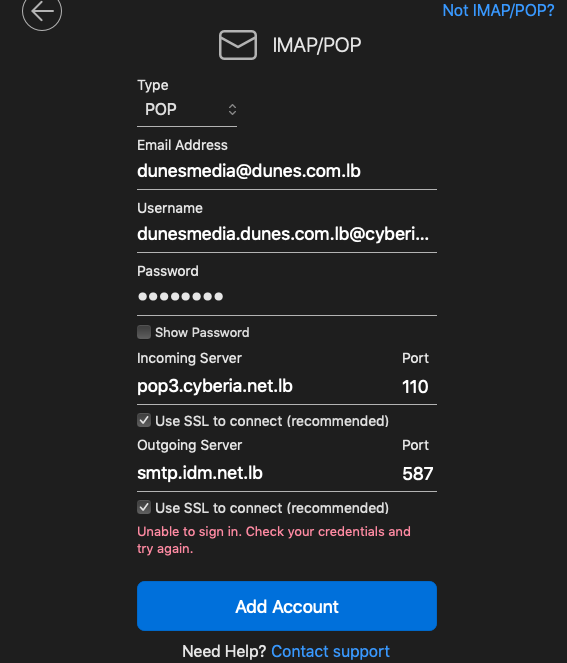 Not IMAP/POP?
IMAP/POP
Type
POP
Email Address
dunesmedia@dunes.com.lb
Username
dunesmedia.dunes.com.lb@cyberi...
Password
Show Password
Incoming Server Port
pop3.cyberia.net.lb 110
Use SSL to connect (recommended)
Outgoing Server Port
smtp.idm.net.lb 587
Use SSL to connect (recommended)
Unable to sign in. Check your credentials and
try again.
Add Account
Need Help? Contact support